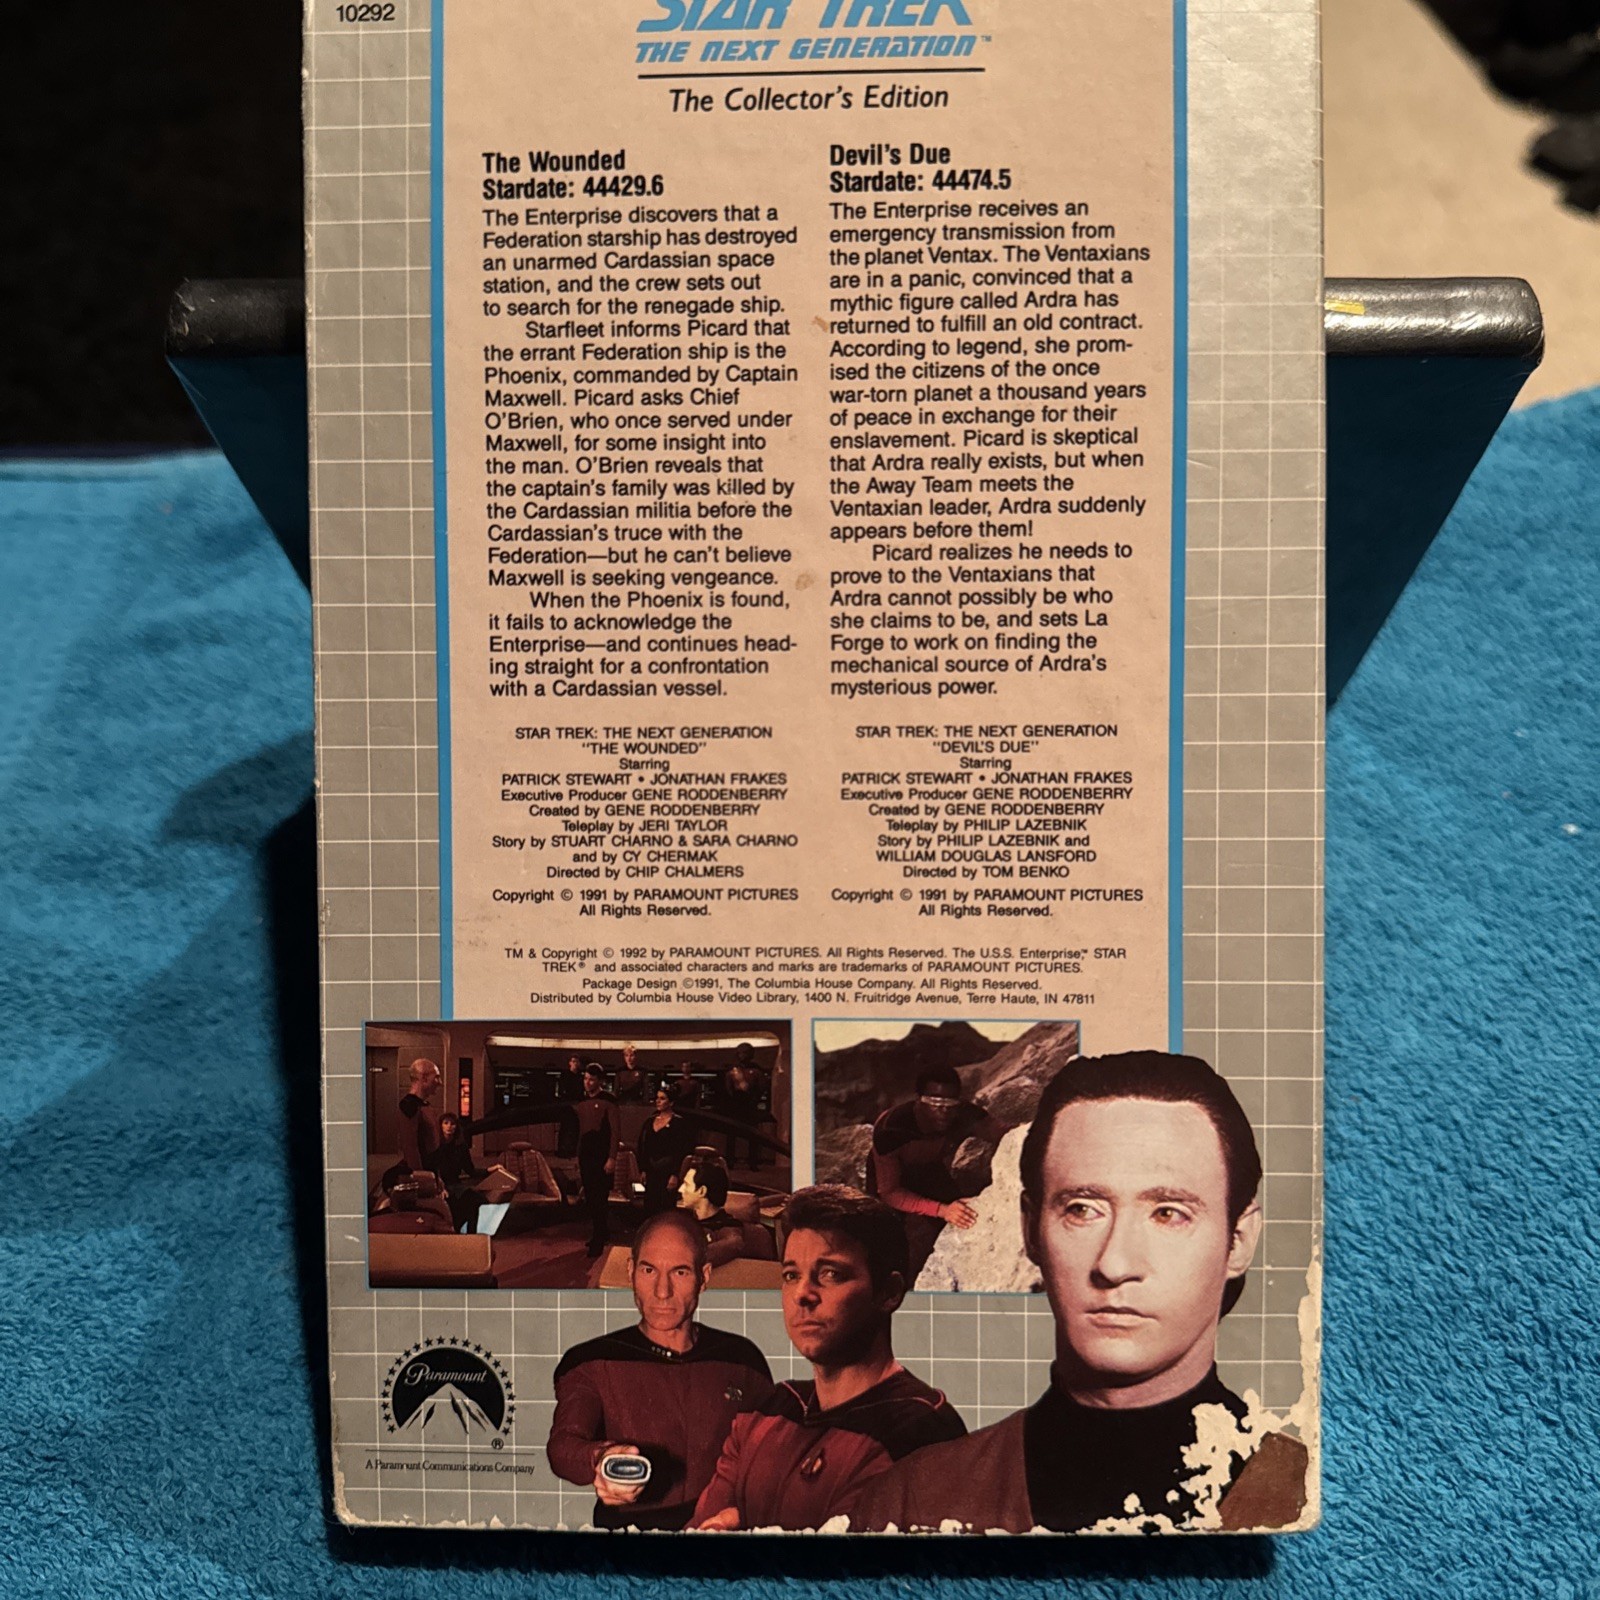 10292
STAR TREK
THE NEXT GENERATION™
The Collector's Edition
The Wounded
Stardate: 44429.6
The Enterprise discovers that a
Federation starship has destroyed
an unarmed Cardassian space
station, and the crew sets out
to search for the renegade ship.
Starfleet informs Picard that
the errant Federation ship is the
Phoenix, commanded by Captain
Maxwell. Picard asks Chief
O'Brien, who once served under
Maxwell, for some insight into
the man. O'Brien reveals that
the captain's family was killed by
the Cardassian militia before the
Cardassian's truce with the
Federation—but he can't believe
Maxwell is seeking vengeance.
When the Phoenix is found,
it fails to acknowledge the
Enterprise—and continues head-
ing straight for a confrontation
with a Cardassian vessel.
STAR TREK: THE NEXT GENERATION
"THE WOUNDED"
Starring
PATRICK STEWART • JONATHAN FRAKES
Executive Producer GENE RODDENBERRY
Created by GENE RODDENBERRY
Teleplay by JERI TAYLOR
Story by STUART CHARNO & SARA CHARNO
and by CY CHERMAK
Directed by CHIP CHALMERS
Copyright © 1991 by PARAMOUNT PICTURES
All Rights Reserved.
Devil's Due
Stardate: 44474.5
The Enterprise receives an
emergency transmission from
the planet Ventax. The Ventaxians
are in a panic, convinced that a
mythic figure called Ardra has
returned to fulfill an old contract.
According to legend, she prom-
ised the citizens of the once
war-torn planet a thousand years
of peace in exchange for their
enslavement. Picard is skeptical
that Ardra really exists, but when
the Away Team meets the
Ventaxian leader, Ardra suddenly
appears before them!
Picard realizes he needs to
prove to the Ventaxians that
Ardra cannot possibly be who
she claims to be, and sets La
Forge to work on finding the
mechanical source of Ardra's
mysterious power.
STAR TREK: THE NEXT GENERATION
"DEVIL'S DUE"
Starring
PATRICK STEWART • JONATHAN FRAKES
Executive Producer GENE RODDENBERRY
Created by GENE RODDENBERRY
Teleplay by PHILIP LAZEBNIK
Story by PHILIP LAZEBNIK and
WILLIAM DOUGLAS LANSFORD
Directed by TOM BENKO
Copyright © 1991 by PARAMOUNT PICTURES
All Rights Reserved.
TM & Copyright © 1992 by PARAMOUNT PICTURES. All Rights Reserved. The U.S.S. Enterprise,™ STAR
TREK® and associated characters and marks are trademarks of PARAMOUNT PICTURES.
Package Design ©1991, The Columbia House Company. All Rights Reserved.
Distributed by Columbia House Video Library, 1400 N. Fruitridge Avenue, Terre Haute, IN 47811
Paramount
®
A Paramount Communications Company